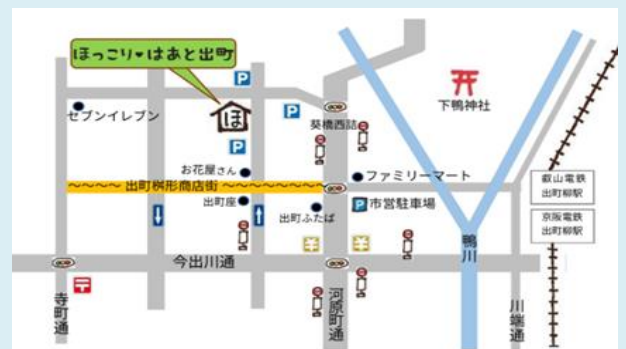 ほっこり♥はあと出町
P
セブンイレブン
ほ
P
葵橋西詰
下鴨神社
お花屋さん
P
ファミリーマート
叡山電鉄
出町柳駅
出町桝形商店街
出町座
出町ふたば
P市営駐車場
京阪電鉄
出町柳駅
今出川通
鴨川
寺町通
河原町通
川端通